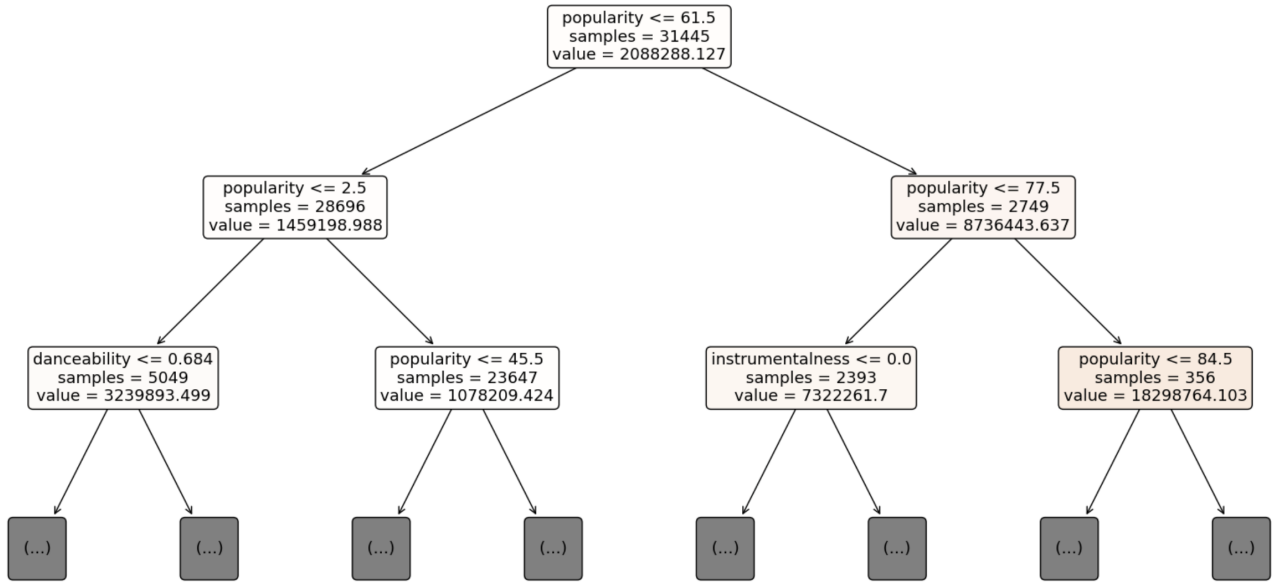 popularity <= 61.5
samples = 31445
value = 2088288.127
popularity <= 2.5
samples = 28696
value = 1459198.988
popularity <= 77.5
samples = 2749
value = 8736443.637
danceability <= 0.684
samples = 5049
value = 3239893.499
popularity <= 45.5
samples = 23647
value = 1078209.424
instrumentalness <= 0.0
samples = 2393
value = 7322261.7
popularity <= 84.5
samples = 356
value = 18298764.103
(...)
(...)
(...)
(...)
(...)
(...)
(...)
(...)